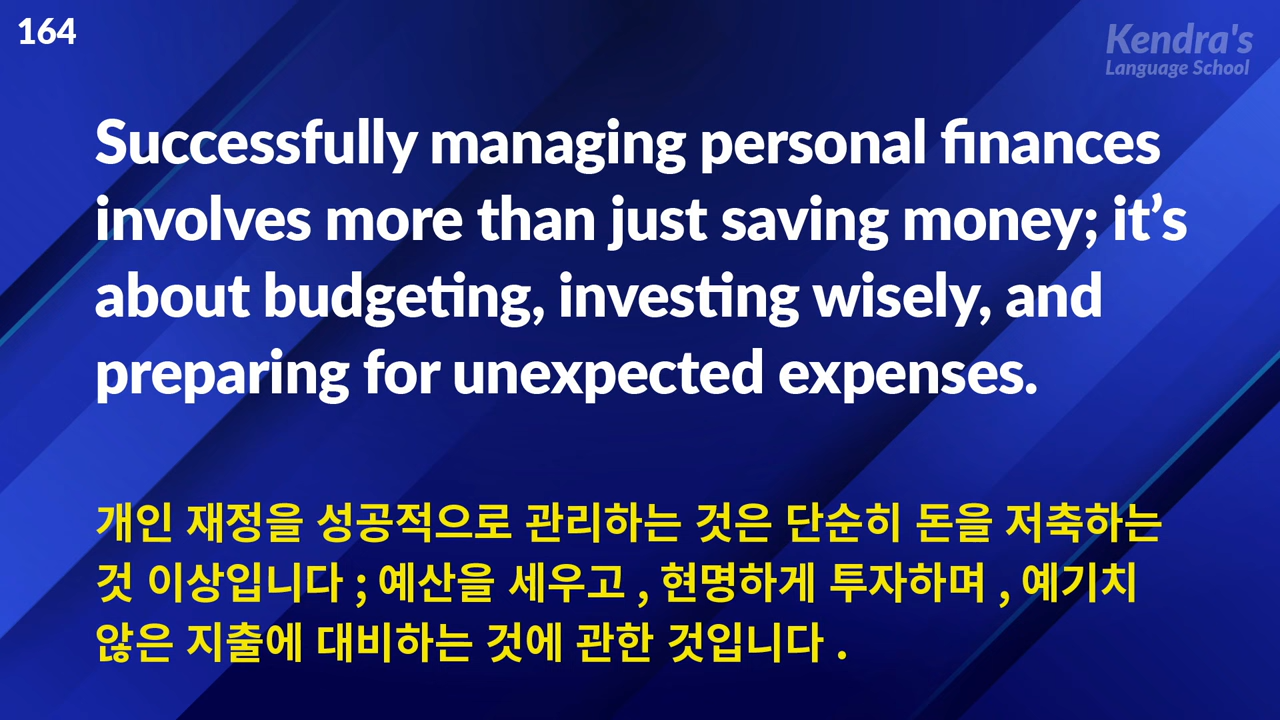 164
Kendra's
Language School
Successfully managing personal finances
involves more than just saving money; it’s
about budgeting, investing wisely, and
preparing for unexpected expenses.
개인 재정을 성공적으로 관리하는 것은 단순히 돈을 저축하는
것 이상입니다 ; 예산을 세우고 , 현명하게 투자하며 , 예기치
않은 지출에 대비하는 것에 관한 것입니다 .